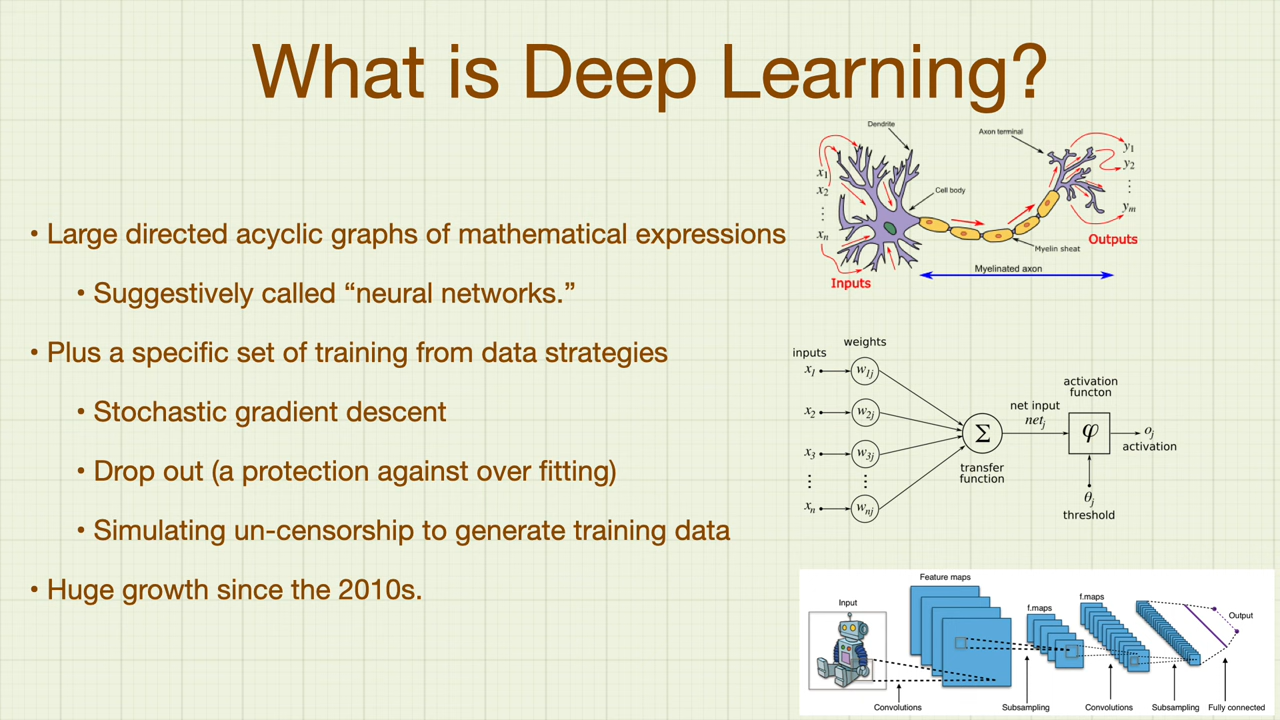 What is Deep Learning?
• Large directed acyclic graphs of mathematical expressions
• Suggestively called “neural networks.”
• Plus a specific set of training from data strategies
• Stochastic gradient descent
• Drop out (a protection against over fitting)
• Simulating un-censorship to generate training data
• Huge growth since the 2010s.
Dendrite
Axon terminal
x1
x2
⋮
xn
Cell body
y1
y2
⋮
ym
Myelin sheat
Outputs
Myelinated axon
Inputs
weights
inputs
x1
w1j
x2
w2j
x3
w3j
⋮ ⋮
xn
wnj
Σ
transfer
function
net input
netj
activation
functon
φ
oj
activation
θj
threshold
Feature maps
Input
f.maps
f.maps
Output
Convolutions
Subsampling
Convolutions
Subsampling
Fully connected